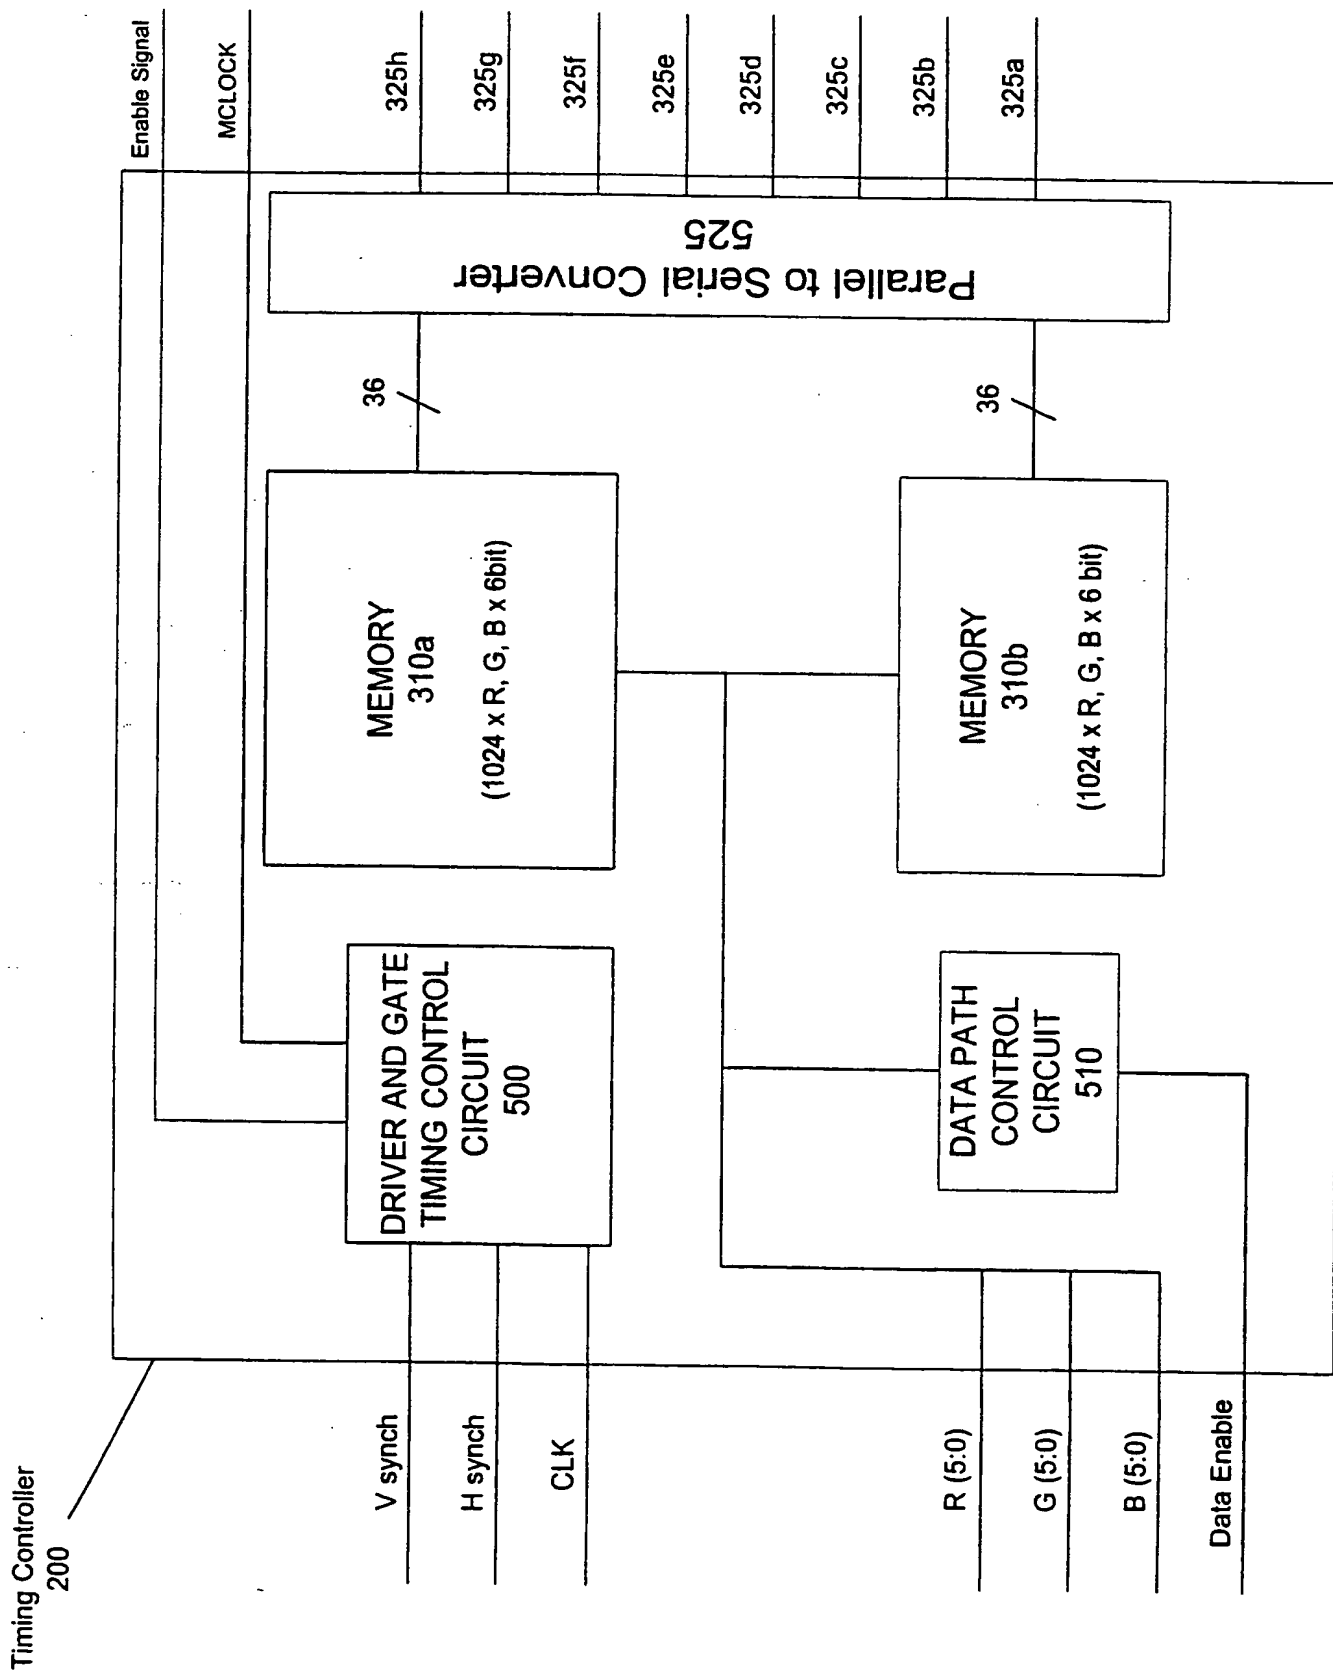 Timing Controller
200
V synch
H synch
CLK
R (5:0)
G (5:0)
B (5:0)
Data Enable
DRIVER AND GATE
TIMING CONTROL
CIRCUIT
500
DATA PATH
CONTROL
CIRCUIT
510
MEMORY
310a
(1024 x R, G, B x 6bit)
MEMORY
310b
(1024 x R, G, B x 6 bit)
36
36
Parallel to Serial Converter
525
Enable Signal
MCLOCK
325h
325g
325f
325e
325d
325c
325b
325a